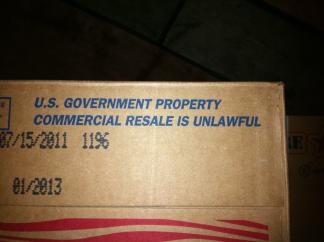 U.S. GOVERNMENT PROPERTY
COMMERCIAL RESALE IS UNLAWFUL
07/15/2011 1196
01/2013